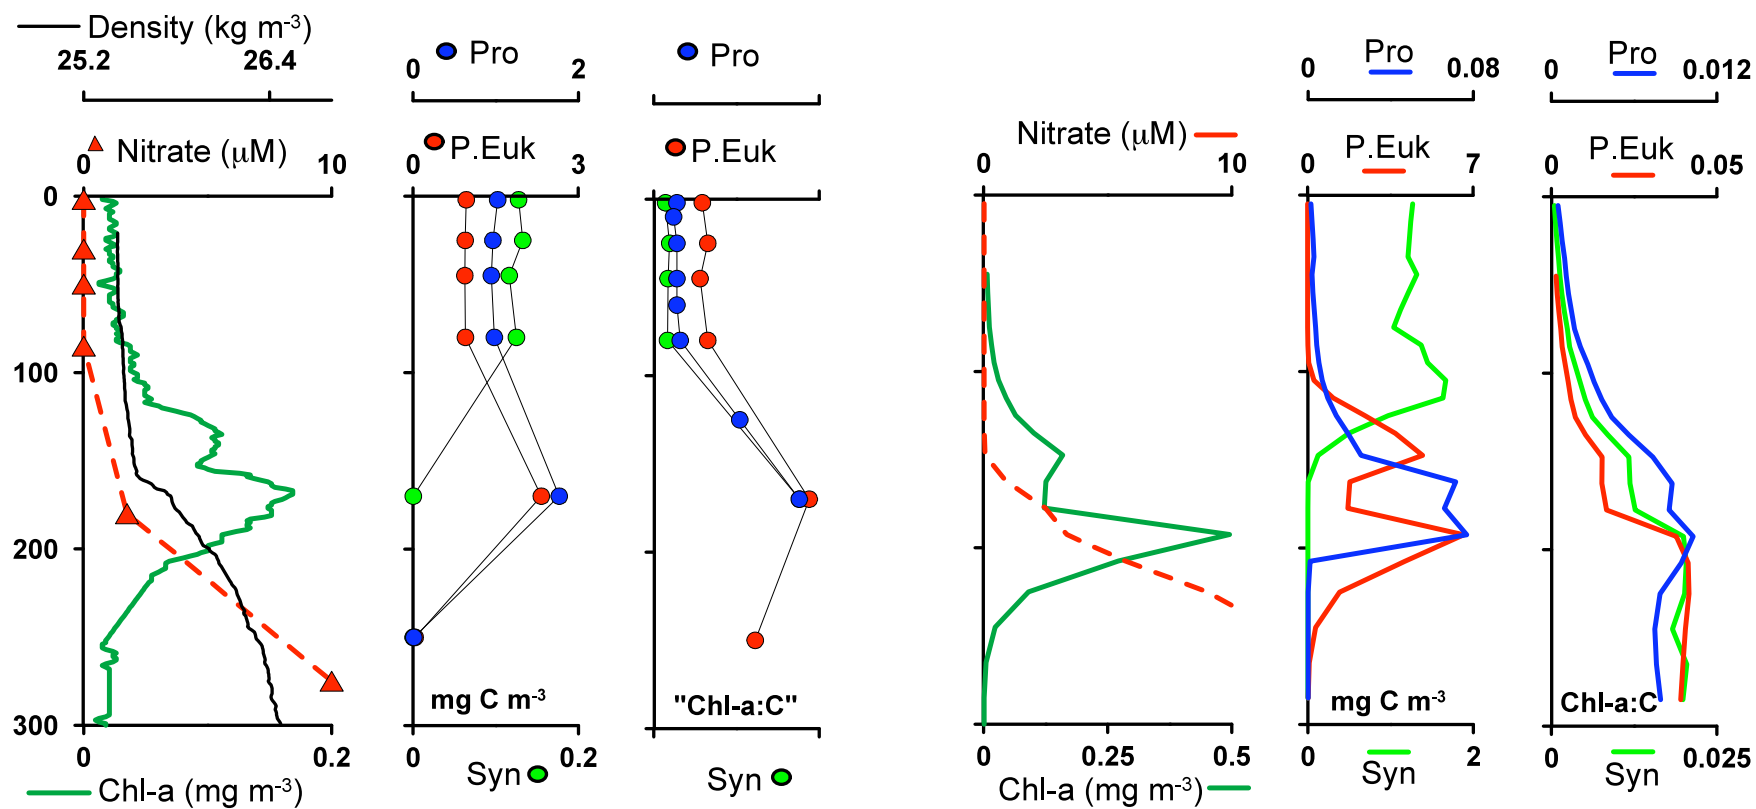 Density (kg m-3)
25.2 26.4
Nitrate (μM)
0 10
0
100
200
300
0 0.2
Chl-a (mg m-3)
Pro
0 2
P.Euk
0 3
mg C m-3
0 0.2
Syn
Pro
P.Euk
"Chl-a:C"
Syn
Nitrate (μM)
0 10
0 0.25 0.5
Chl-a (mg m-3)
Pro
0 0.08
P.Euk
0 7
mg C m-3
0 2
Syn
Pro
0 0.012
P.Euk
0 0.05
Chl-a:C
0 0.025
Syn